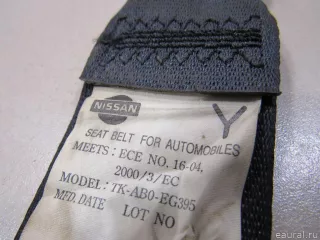 NISSAN
Y
SEAT BELT FOR AUTOMOBILES
MEETS: ECE NO. 16-04,
2000/3/EC
MODEL: TK-AB0-EG395
MFD. DATE LOT NO
eaural.ru